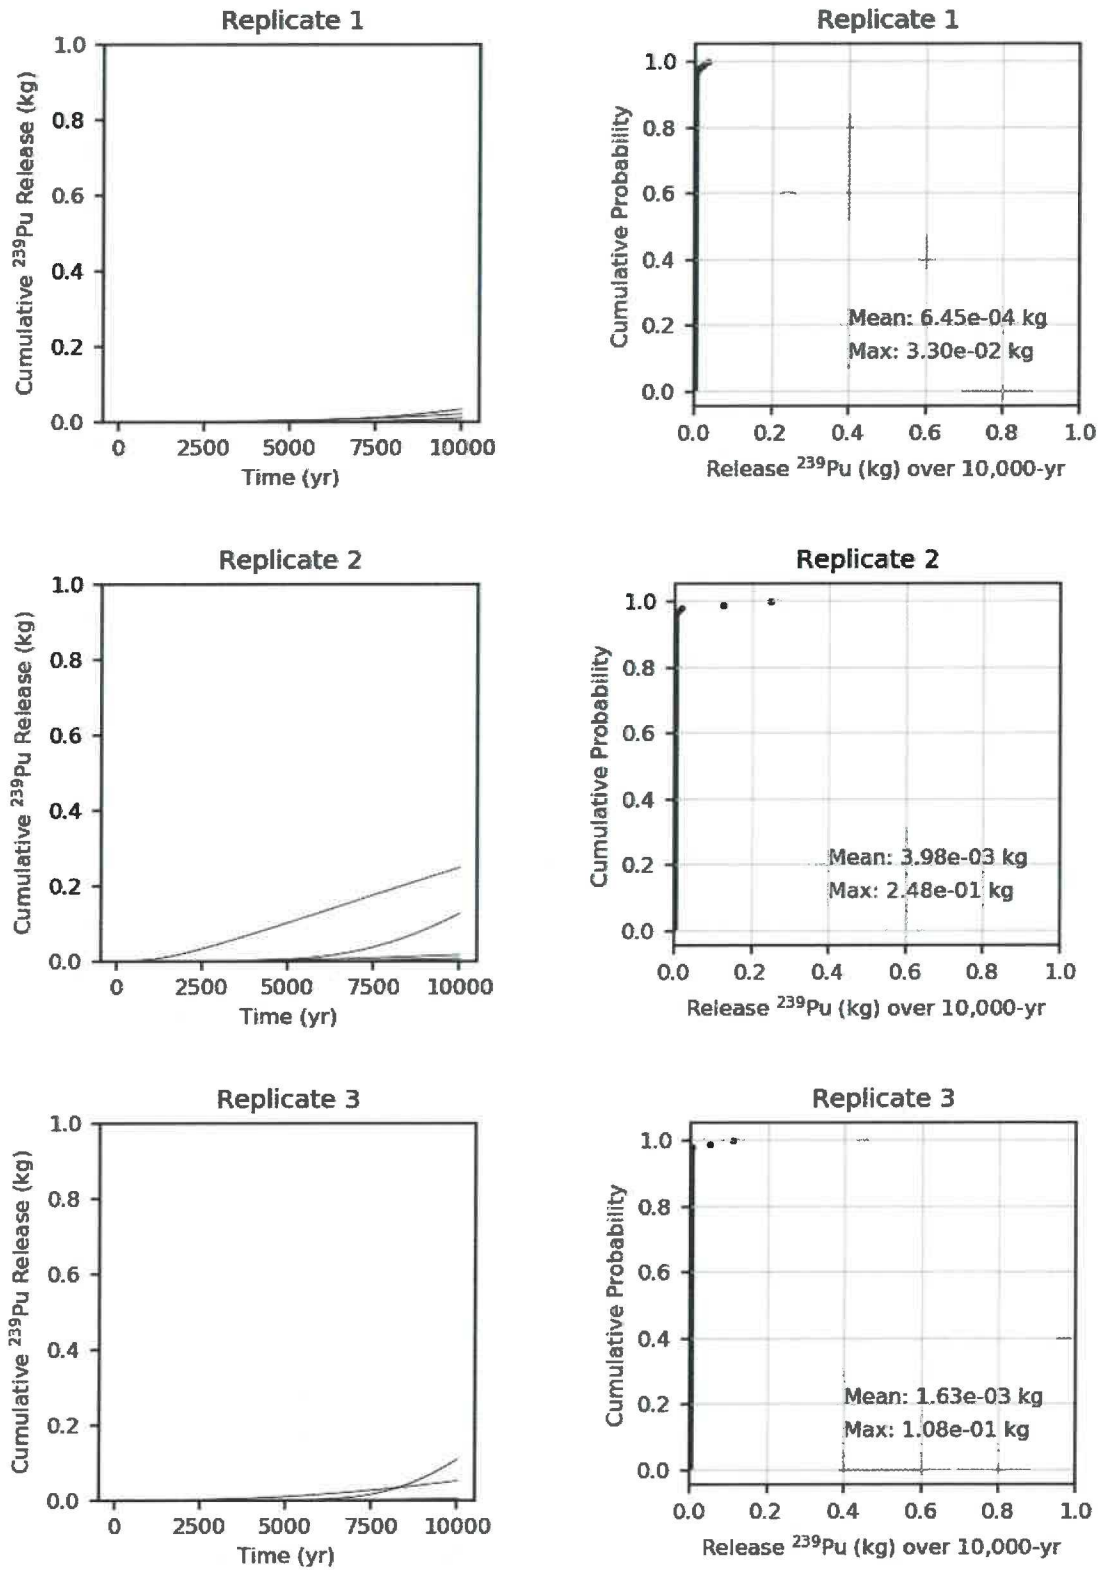 Replicate 1
Cumulative ²³⁹Pu Release (kg)
1.0
0.8
0.6
0.4
0.2
0.0
0 2500 5000 7500 10000
Time (yr)
Replicate 1
Cumulative Probability
1.0
0.8
0.6
0.4
0.2
0.0
Mean: 6.45e-04 kg
Max: 3.30e-02 kg
0.0 0.2 0.4 0.6 0.8 1.0
Release ²³⁹Pu (kg) over 10,000-yr
Replicate 2
Cumulative ²³⁹Pu Release (kg)
1.0
0.8
0.6
0.4
0.2
0.0
0 2500 5000 7500 10000
Time (yr)
Replicate 2
Cumulative Probability
1.0
0.8
0.6
0.4
0.2
0.0
Mean: 3.98e-03 kg
Max: 2.48e-01 kg
0.0 0.2 0.4 0.6 0.8 1.0
Release ²³⁹Pu (kg) over 10,000-yr
Replicate 3
Cumulative ²³⁹Pu Release (kg)
1.0
0.8
0.6
0.4
0.2
0.0
0 2500 5000 7500 10000
Time (yr)
Replicate 3
Cumulative Probability
1.0
0.8
0.6
0.4
0.2
0.0
Mean: 1.63e-03 kg
Max: 1.08e-01 kg
0.0 0.2 0.4 0.6 0.8 1.0
Release ²³⁹Pu (kg) over 10,000-yr